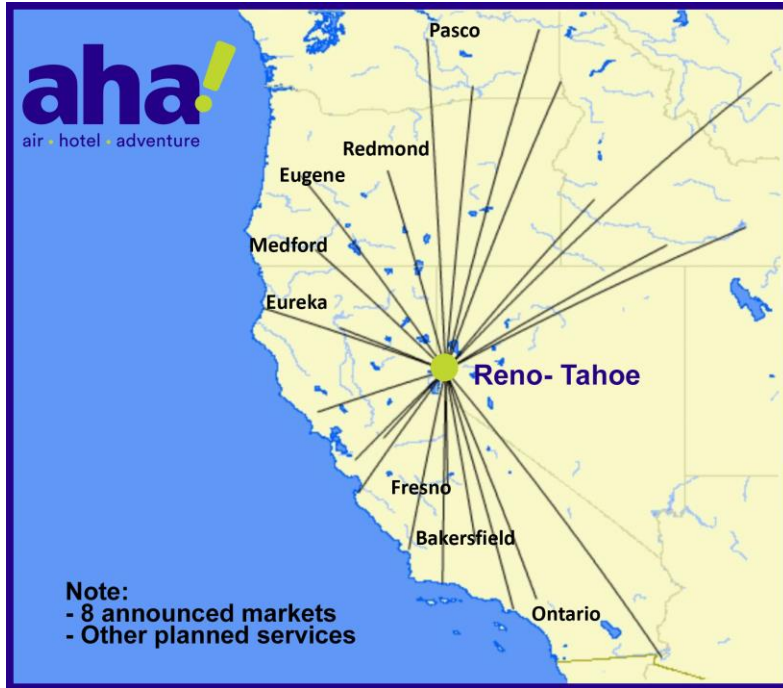 aha!
air • hotel • adventure
Pasco
Redmond
Eugene
Medford
Eureka
Reno- Tahoe
Fresno
Bakersfield
Ontario
Note:
- 8 announced markets
- Other planned services